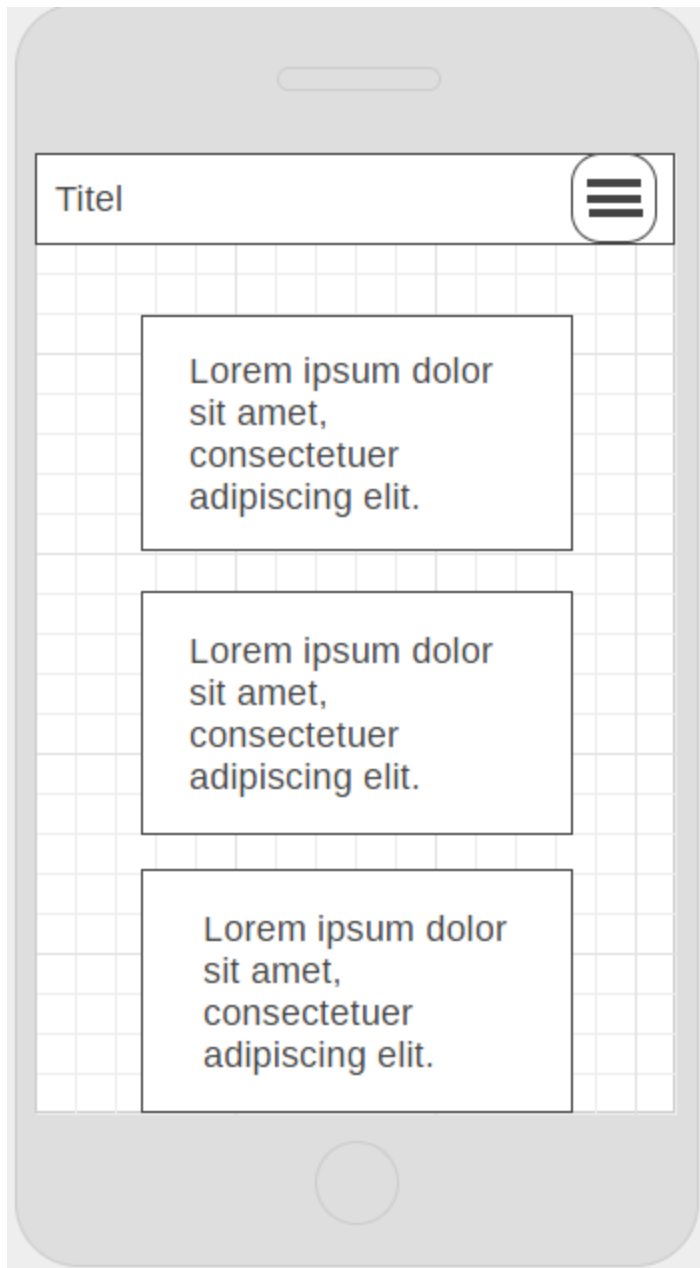 Titel
Lorem ipsum dolor
sit amet,
consectetuer
adipiscing elit.
Lorem ipsum dolor
sit amet,
consectetuer
adipiscing elit.
Lorem ipsum dolor
sit amet,
consectetuer
adipiscing elit.